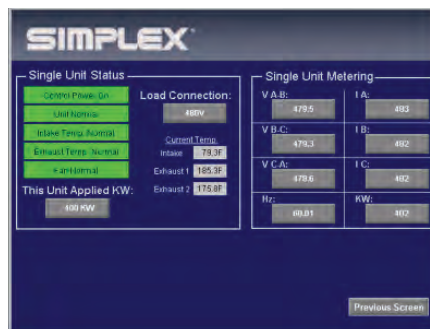 SIMPLEX
Single Unit Status
Control Power On
Unit Normal
Intake Temp. Normal
Exhaust Temp. Normal
Fan Normal
This Unit Applied KW:
400 KW
Load Connection:
480V
Current Temp.
Intake 79.3F
Exhaust 1 185.3F
Exhaust 2 175.8F
Single Unit Metering
V A-B: I A:
479.5 483
V B-C: I B:
479.3 482
V C-A: I C:
479.6 482
Hz: KW:
60.01 402
Previous Screen